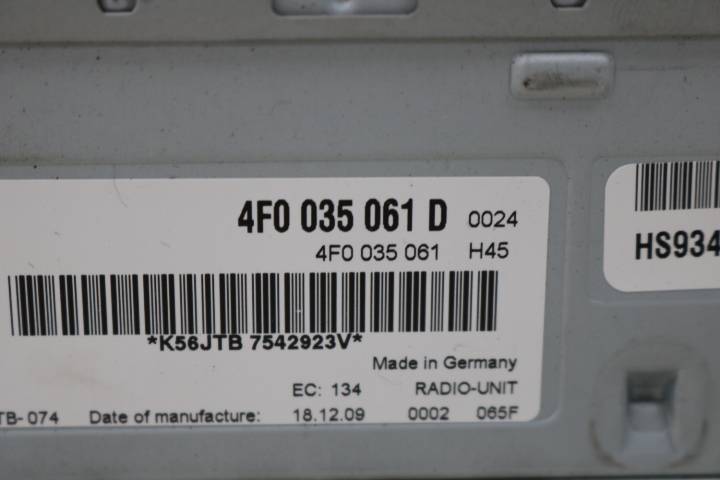 4F0 035 061 D 0024
4F0 035 061 H45
*K56JTB 7542923V*
Made in Germany
EC: 134 RADIO-UNIT
TB-074 Date of manufacture: 18.12.09 0002 065F
HS934